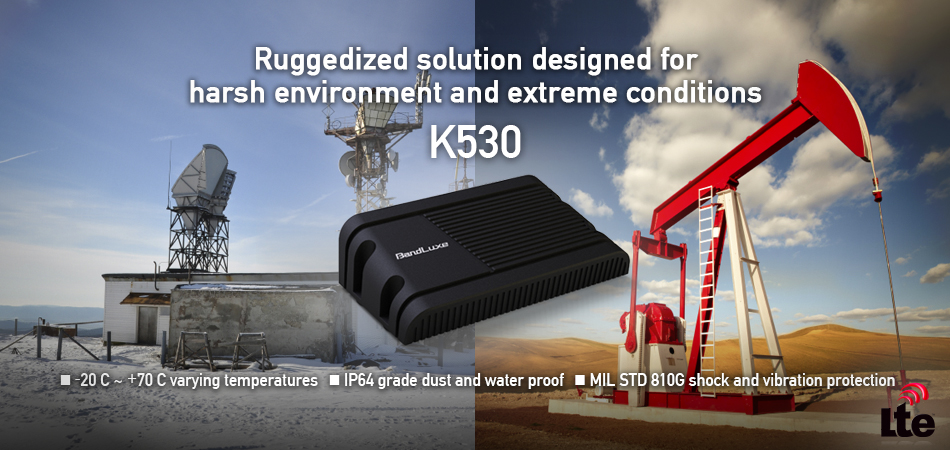 Ruggedized solution designed for
harsh environment and extreme conditions
K530
BandLuxe
-20 C ~ +70 C varying temperatures ■ IP64 grade dust and water proof ■ MIL STD 810G shock and vibration protection
Lte